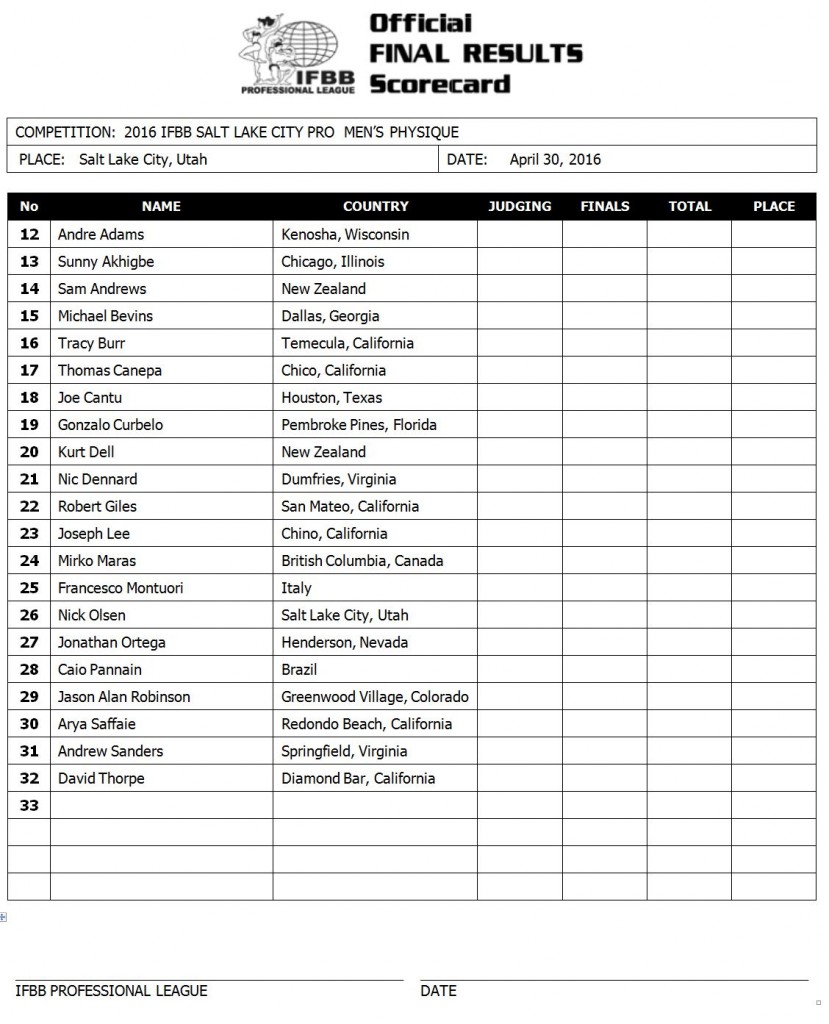 Official
FINAL RESULTS
Scorecard
IFBB
PROFESSIONAL LEAGUE
COMPETITION: 2016 IFBB SALT LAKE CITY PRO MEN'S PHYSIQUE
PLACE: Salt Lake City, Utah DATE: April 30, 2016
No NAME COUNTRY JUDGING FINALS TOTAL PLACE
12 Andre Adams Kenosha, Wisconsin
13 Sunny Akhigbe Chicago, Illinois
14 Sam Andrews New Zealand
15 Michael Bevins Dallas, Georgia
16 Tracy Burr Temecula, California
17 Thomas Canepa Chico, California
18 Joe Cantu Houston, Texas
19 Gonzalo Curbelo Pembroke Pines, Florida
20 Kurt Dell New Zealand
21 Nic Dennard Dumfries, Virginia
22 Robert Giles San Mateo, California
23 Joseph Lee Chino, California
24 Mirko Maras British Columbia, Canada
25 Francesco Montuori Italy
26 Nick Olsen Salt Lake City, Utah
27 Jonathan Ortega Henderson, Nevada
28 Caio Pannain Brazil
29 Jason Alan Robinson Greenwood Village, Colorado
30 Arya Saffaie Redondo Beach, California
31 Andrew Sanders Springfield, Virginia
32 David Thorpe Diamond Bar, California
33
IFBB PROFESSIONAL LEAGUE DATE